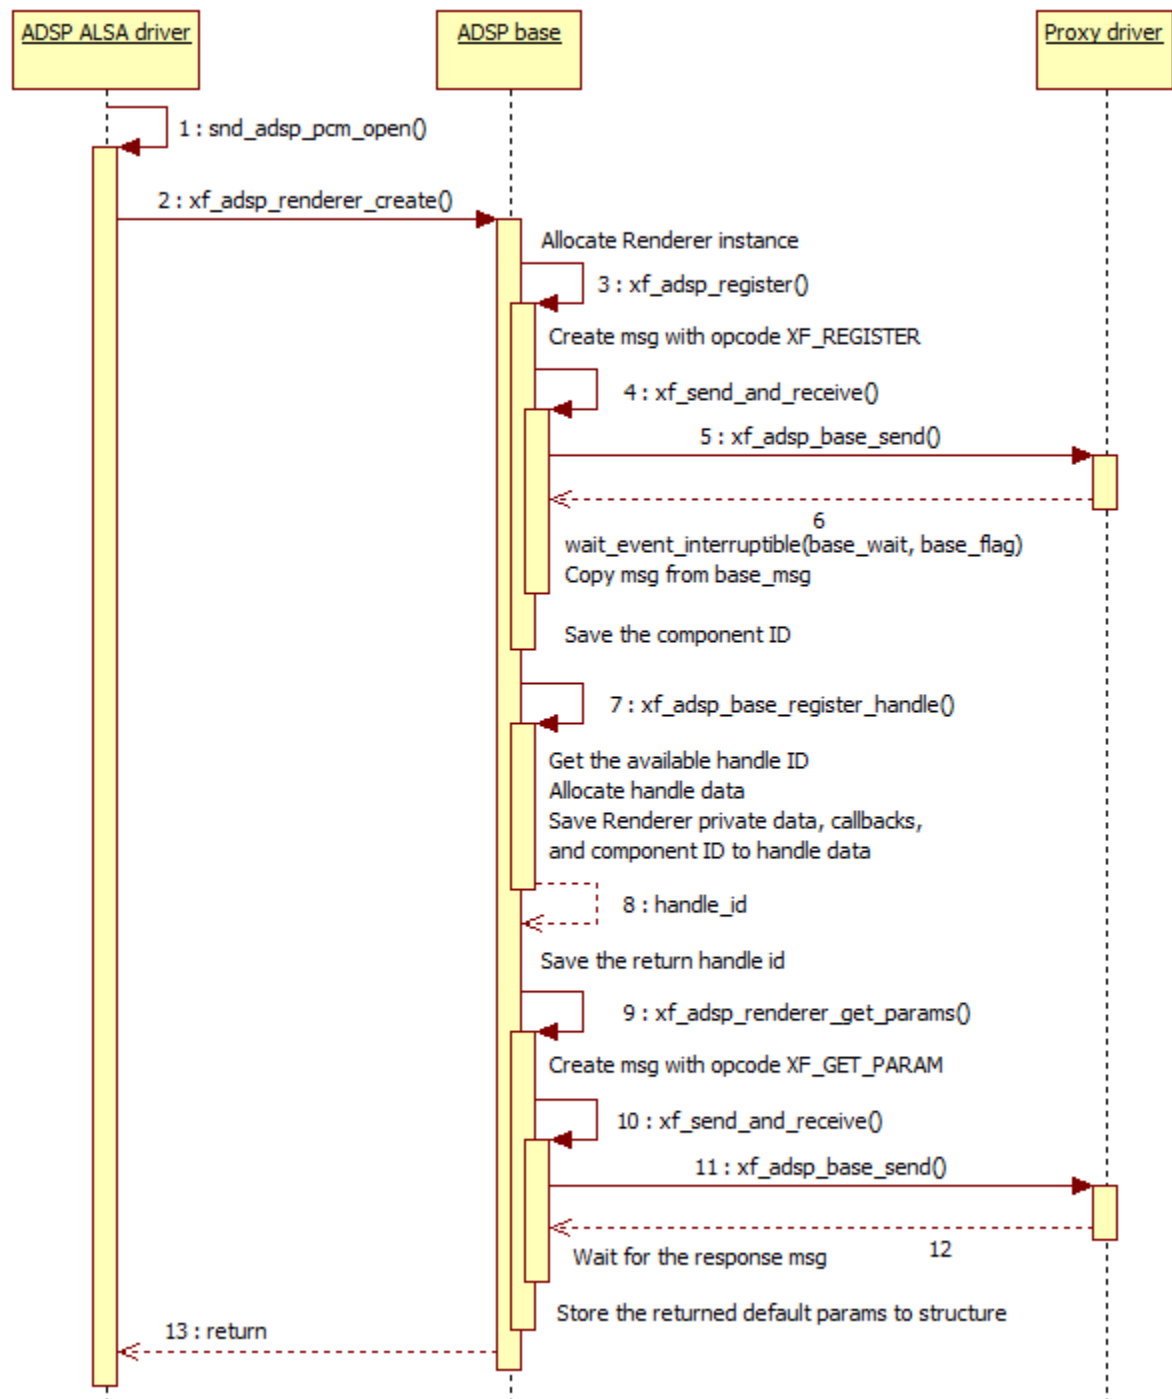 ADSP ALSA driver
ADSP base
Proxy driver
1 : snd_adsp_pcm_open()
2 : xf_adsp_renderer_create()
Allocate Renderer instance
3 : xf_adsp_register()
Create msg with opcode XF_REGISTER
4 : xf_send_and_receive()
5 : xf_adsp_base_send()
6
wait_event_interruptible(base_wait, base_flag)
Copy msg from base_msg
Save the component ID
7 : xf_adsp_base_register_handle()
Get the available handle ID
Allocate handle data
Save Renderer private data, callbacks,
and component ID to handle data
8 : handle_id
Save the return handle id
9 : xf_adsp_renderer_get_params()
Create msg with opcode XF_GET_PARAM
10 : xf_send_and_receive()
11 : xf_adsp_base_send()
12
Wait for the response msg
Store the returned default params to structure
13 : return